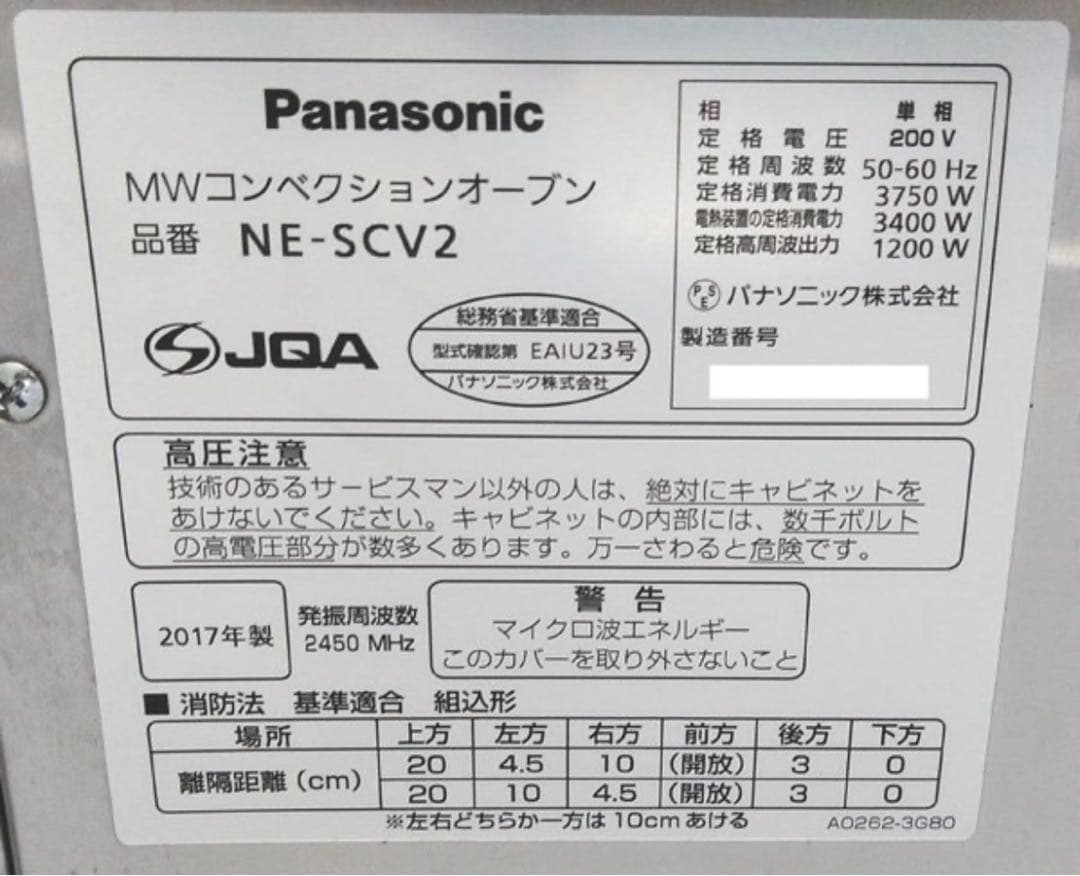 Panasonic
MWコンベクションオーブン
品番 NE-SCV2
JQA
総務省基準適合
型式確認第 EAIU23号
パナソニック株式会社
相 単相
定格電圧 200 V
定格周波数 50-60 Hz
定格消費電力 3750 W
電熱装置の定格消費電力 3400 W
定格高周波出力 1200 W
PSE パナソニック株式会社
製造番号
高圧注意
技術のあるサービスマン以外の人は、絶対にキャビネットを
あけないでください。キャビネットの内部には、数千ボルト
の高電圧部分が数多くあります。万一さわると危険です。
2017年製
発振周波数
2450 MHz
警告
マイクロ波エネルギー
このカバーを取り外さないこと
■ 消防法 基準適合 組込形
場所 上方 左方 右方 前方 後方 下方
離隔距離(cm)
20 4.5 10 (開放) 3 0
20 10 4.5 (開放) 3 0
※左右どちらか一方は10cmあける
A0262-3G80